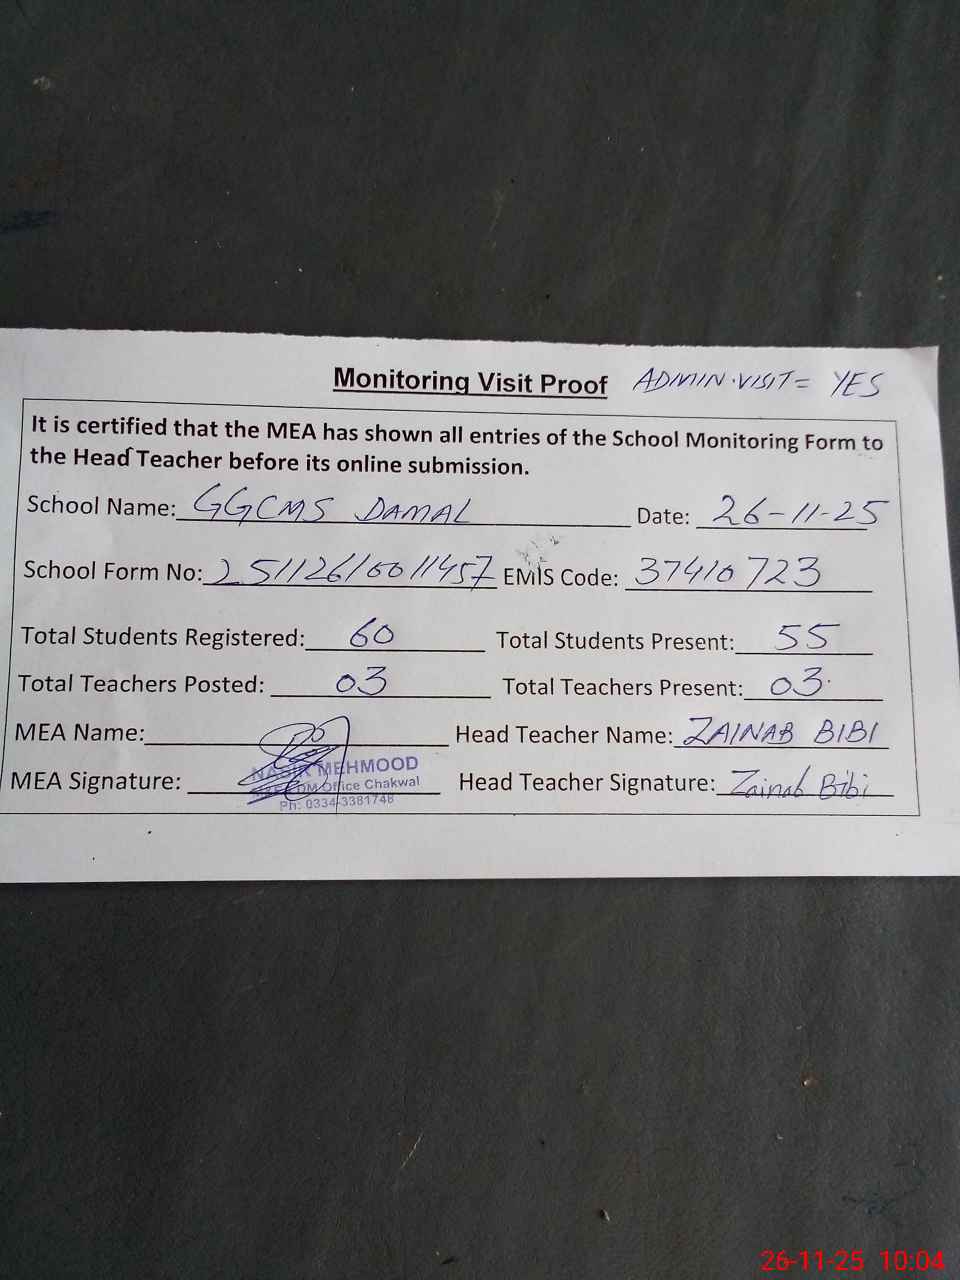 Monitoring Visit Proof ADMIN.VISIT = YES
It is certified that the MEA has shown all entries of the School Monitoring Form to
the Head Teacher before its online submission.
School Name: GGCMS DAMAL Date: 26-11-25
School Form No: 2511261001457 EMIS Code: 37410723
Total Students Registered: 60 Total Students Present: 55
Total Teachers Posted: 03 Total Teachers Present: 03
MEA Name: Head Teacher Name: ZAINAB BIBI
MEA Signature: Head Teacher Signature: Zainab Bibi
MEHMOOD
Office Chakwal
Ph: 0334-3381748
26-11-25 10:04